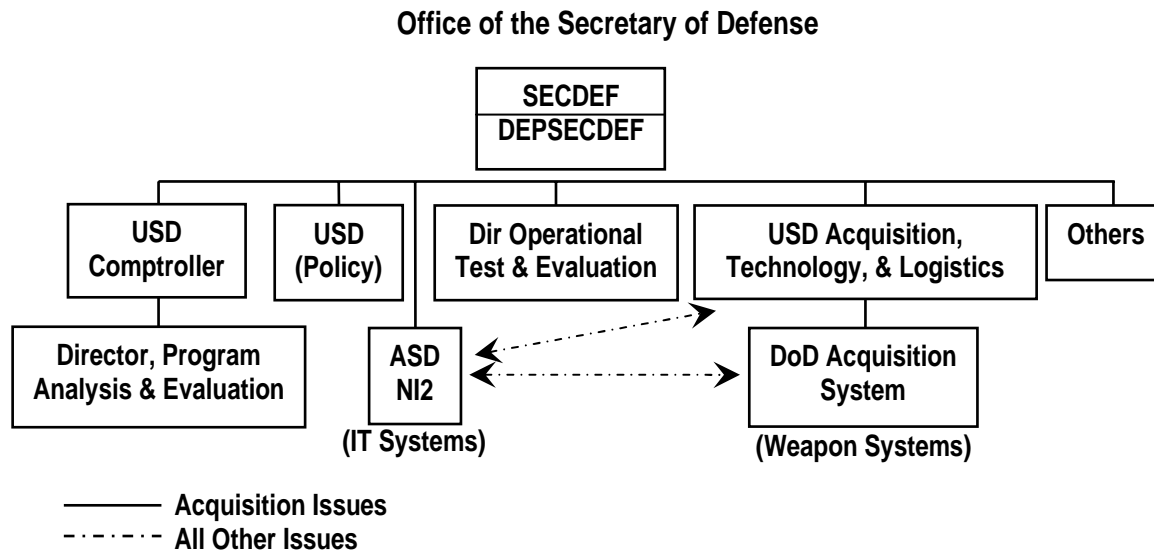 Office of the Secretary of Defense
SECDEF
DEPSECDEF
USD
Comptroller
USD
(Policy)
Dir Operational
Test & Evaluation
USD Acquisition,
Technology, & Logistics
Others
Director, Program
Analysis & Evaluation
ASD
NI2
(IT Systems)
DoD Acquisition
System
(Weapon Systems)
Acquisition Issues
All Other Issues